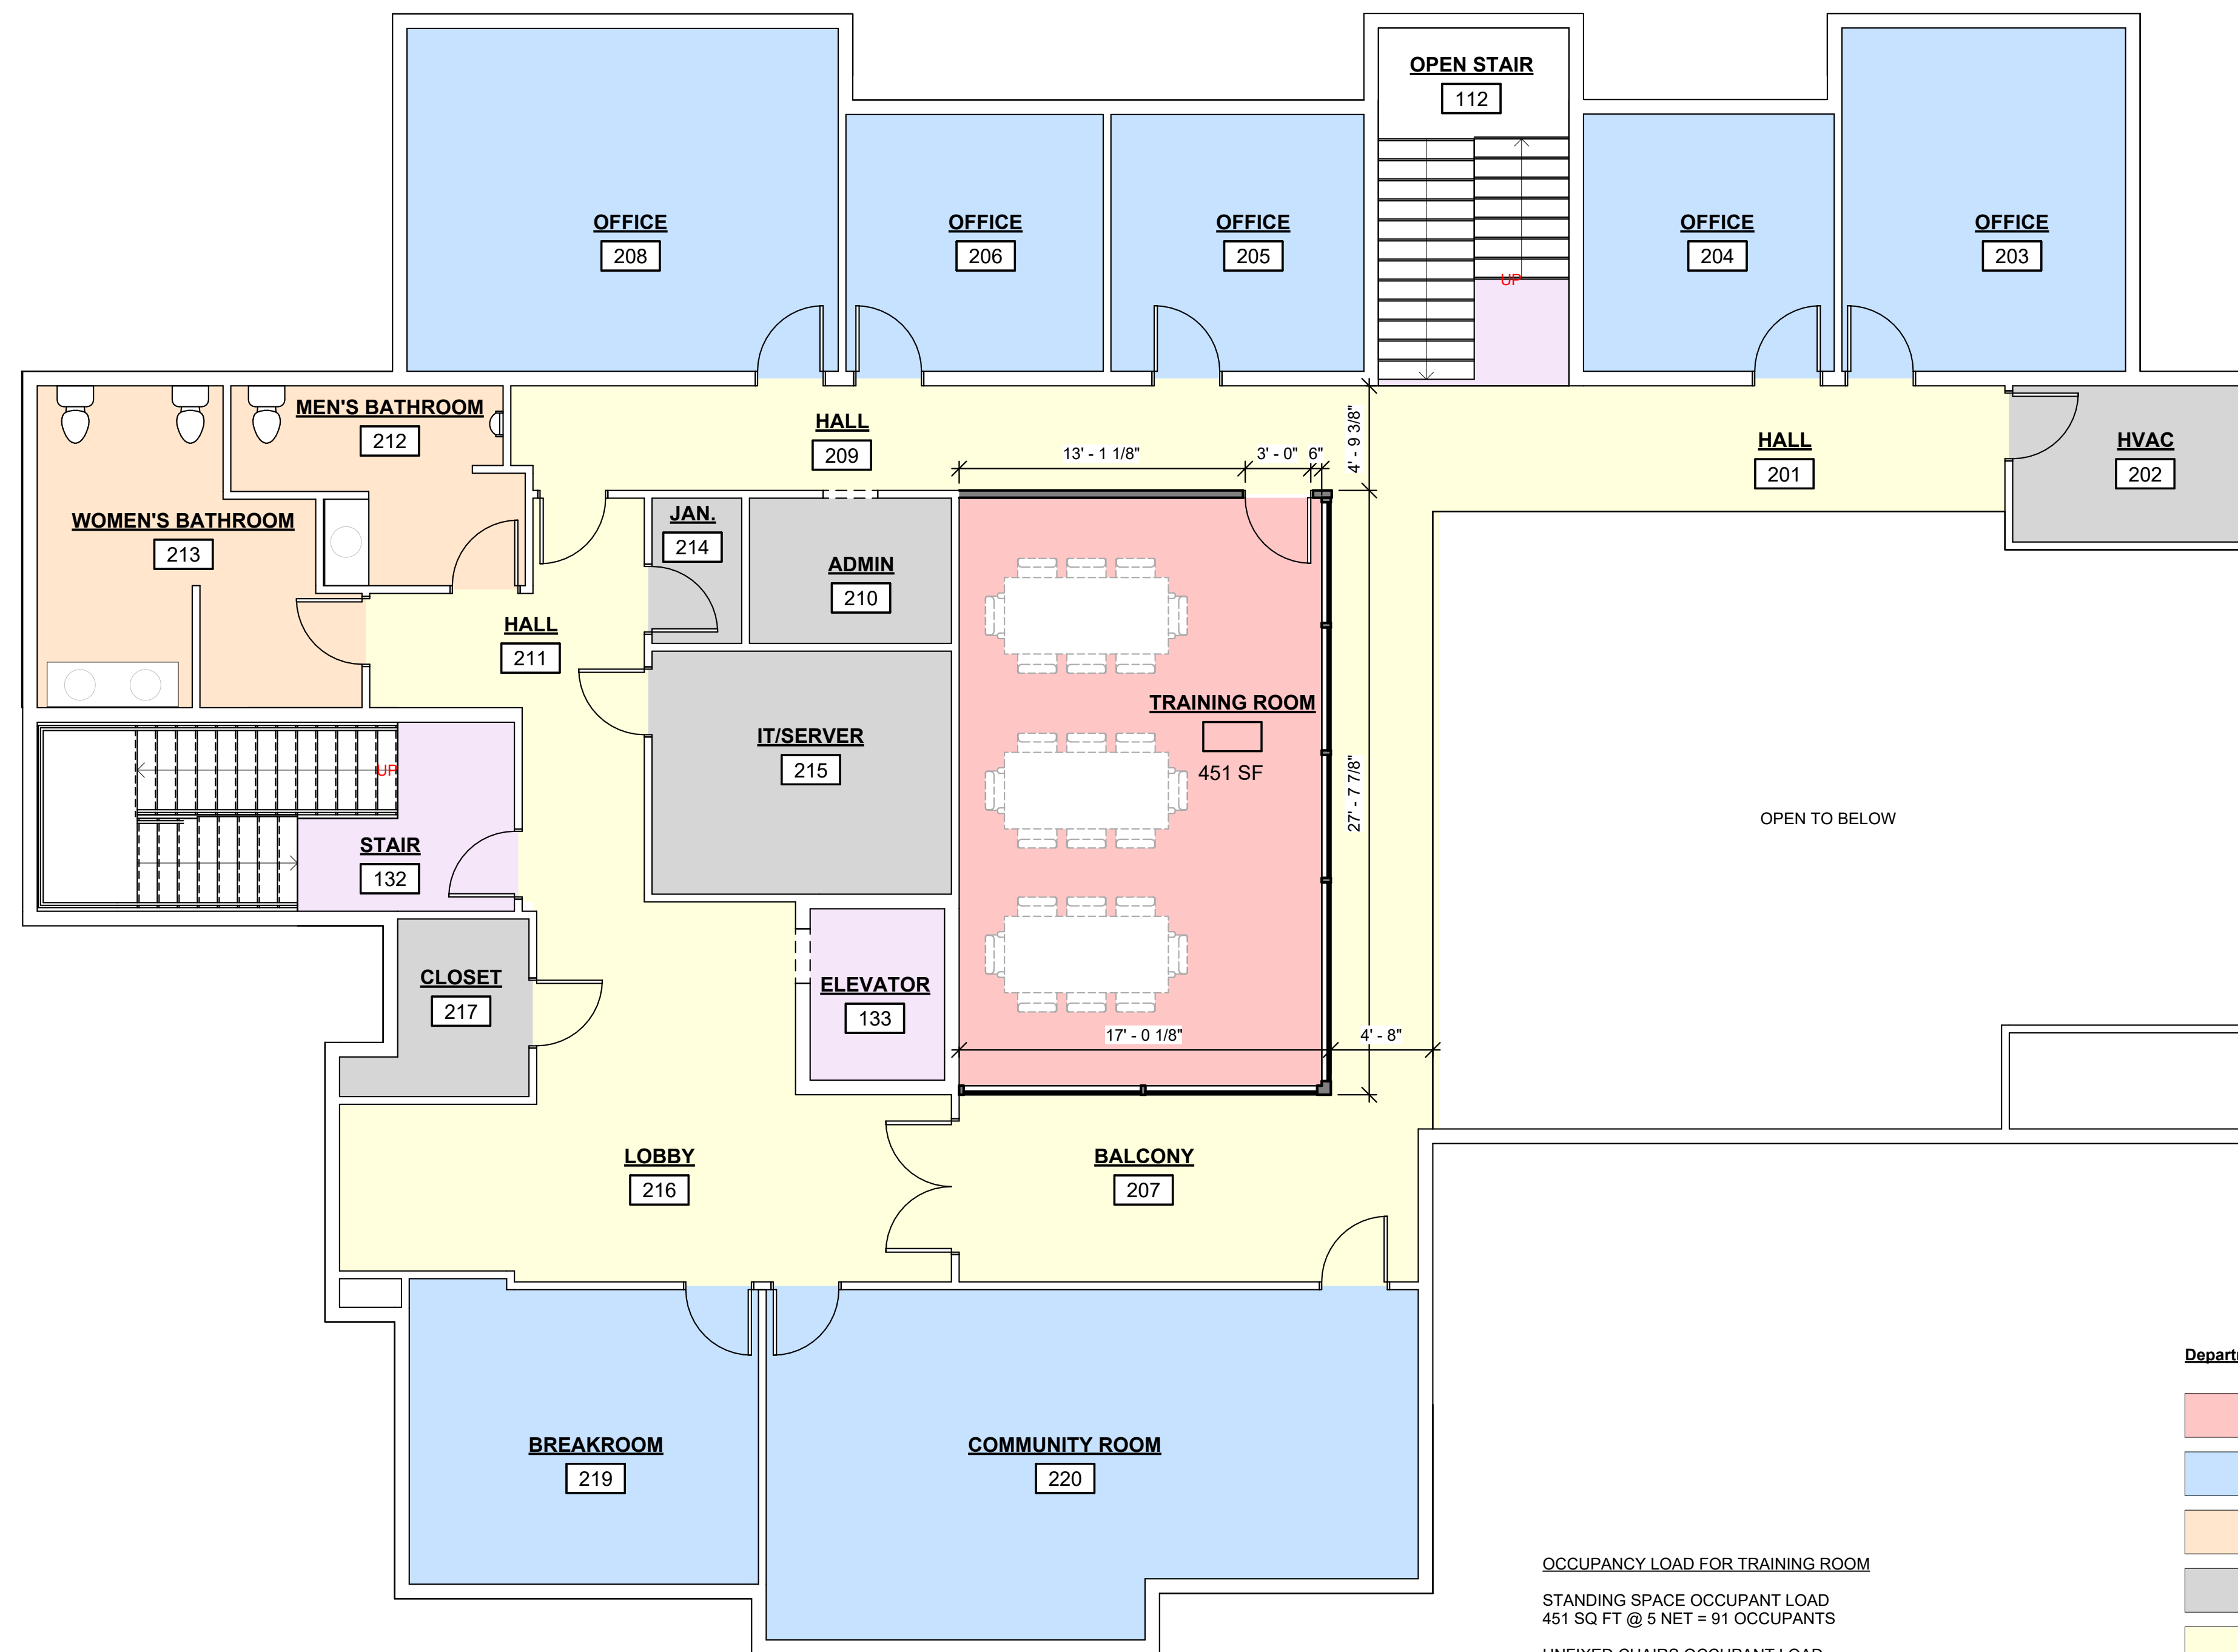 OPEN STAIR
112
OFFICE
208
OFFICE
206
OFFICE
205
OFFICE
204
OFFICE
203
UP
MEN'S BATHROOM
212
HALL
209
13' - 1 1/8"
3' - 0"
6"
4' - 9 3/8"
HALL
201
HVAC
202
WOMEN'S BATHROOM
213
JAN.
214
ADMIN
210
HALL
211
TRAINING ROOM
451 SF
IT/SERVER
215
UP
27' - 7 7/8"
OPEN TO BELOW
STAIR
132
CLOSET
217
ELEVATOR
133
17' - 0 1/8"
4' - 8"
LOBBY
216
BALCONY
207
BREAKROOM
219
COMMUNITY ROOM
220
Depart
OCCUPANCY LOAD FOR TRAINING ROOM
STANDING SPACE OCCUPANT LOAD
451 SQ FT @ 5 NET = 91 OCCUPANTS
UNFIXED CHAIRS OCCUPANT LOAD